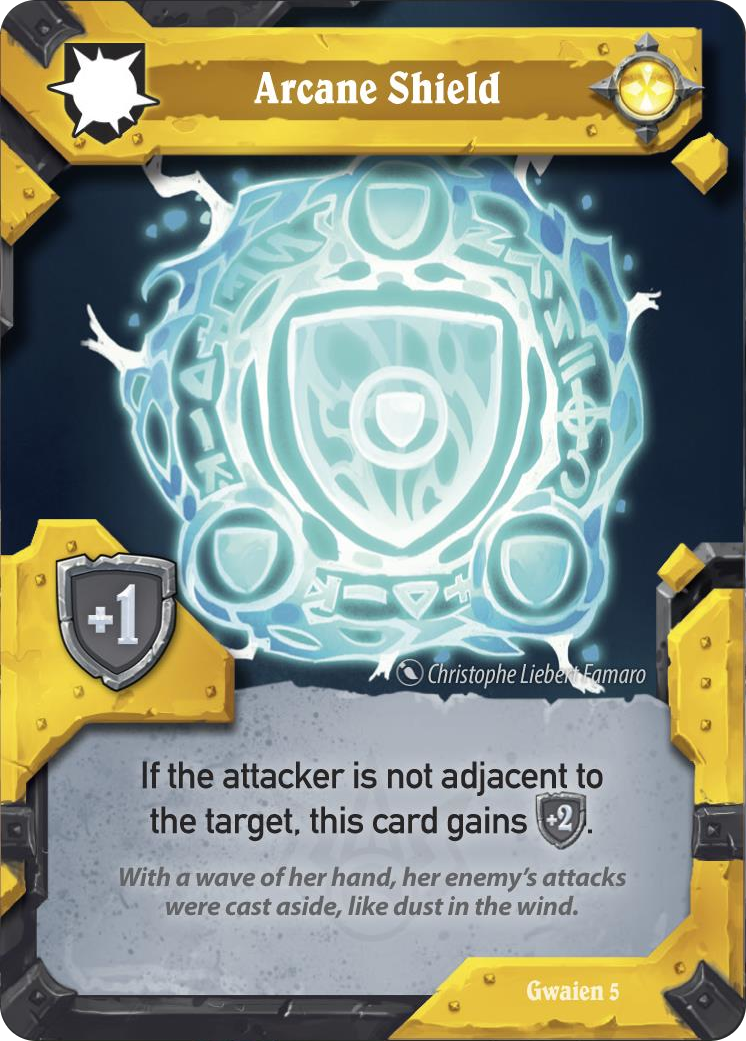 Arcane Shield
+1
Christophe Liebert Famaro
If the attacker is not adjacent to
the target, this card gains +2.
With a wave of her hand, her enemy's attacks
were cast aside, like dust in the wind.
Gwaien 5